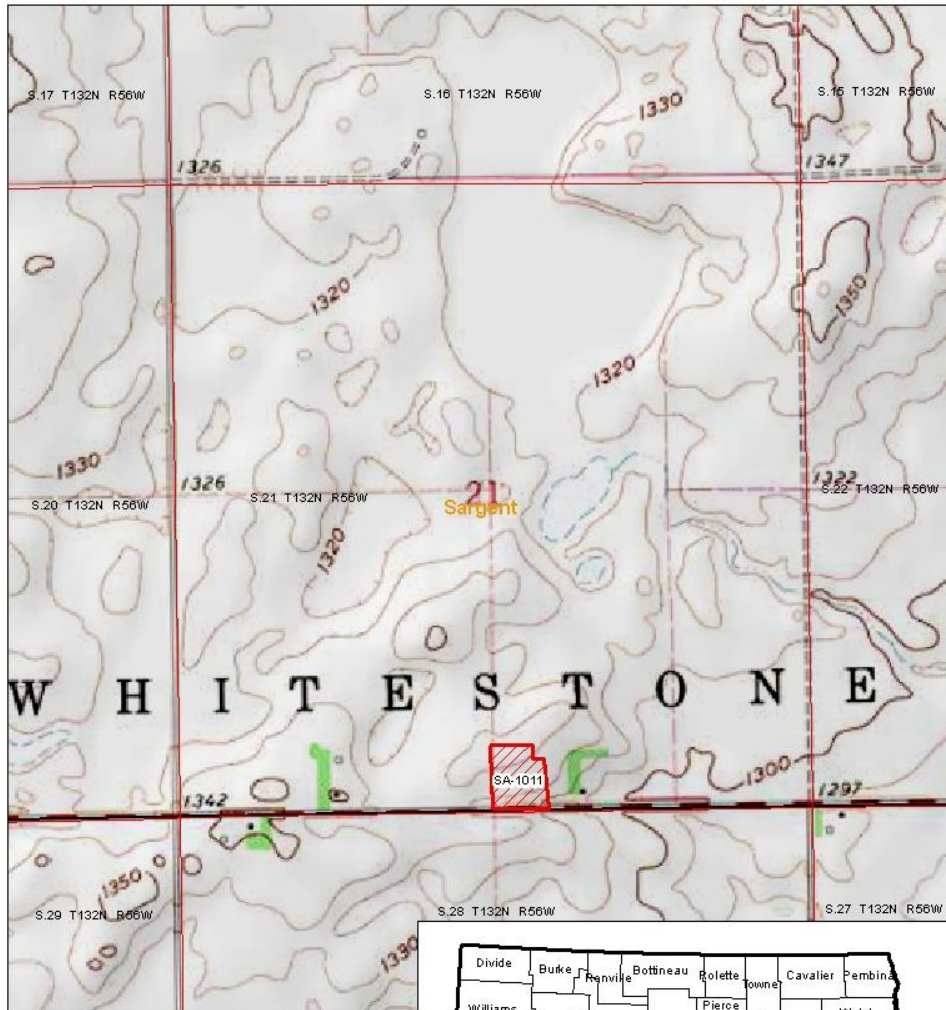 S.17 T132N R56W
S.16 T132N R56W
S.15 T132N R56W
1330
1326
1347
1320
1350
1320
1330
1326
21
1322
S.20 T132N R56W
S.21 T132N R56W
Sargent
S.22 T132N R56W
1320
WHITESTONE
SA-1011
1300
1342
1297
1350
S.29 T132N R56W
S.28 T132N R56W
S.27 T132N R56W
1330
Divide
Burke
Renville
Bottineau
Rolette
Towne
Cavalier
Pembina
Pierce
Williams